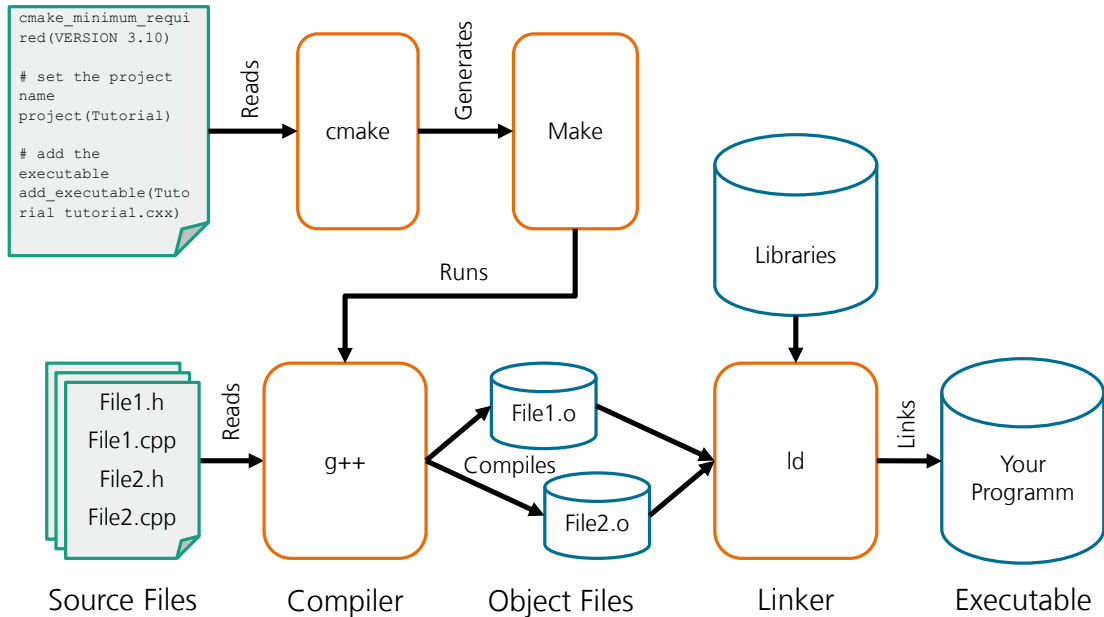 cmake_minimum_requi
red(VERSION 3.10)
# set the project
name
project(Tutorial)
# add the
executable
add_executable(Tuto
rial tutorial.cxx)
Reads
cmake
Generates
Make
Libraries
Runs
File1.h
File1.cpp
File2.h
File2.cpp
Reads
g++
Compiles
File1.o
File2.o
ld
Links
Your
Programm
Source Files
Compiler
Object Files
Linker
Executable